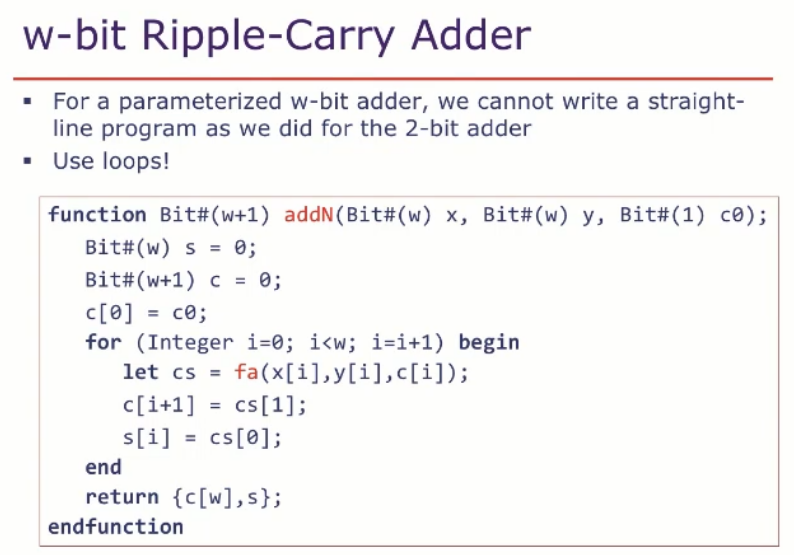 w-bit Ripple-Carry Adder
▪ For a parameterized w-bit adder, we cannot write a straight-
line program as we did for the 2-bit adder
▪ Use loops!
function Bit#(w+1) addN(Bit#(w) x, Bit#(w) y, Bit#(1) c0);
Bit#(w) s = 0;
Bit#(w+1) c = 0;
c[0] = c0;
for (Integer i=0; i<w; i=i+1) begin
let cs = fa(x[i],y[i],c[i]);
c[i+1] = cs[1];
s[i] = cs[0];
end
return {c[w],s};
endfunction